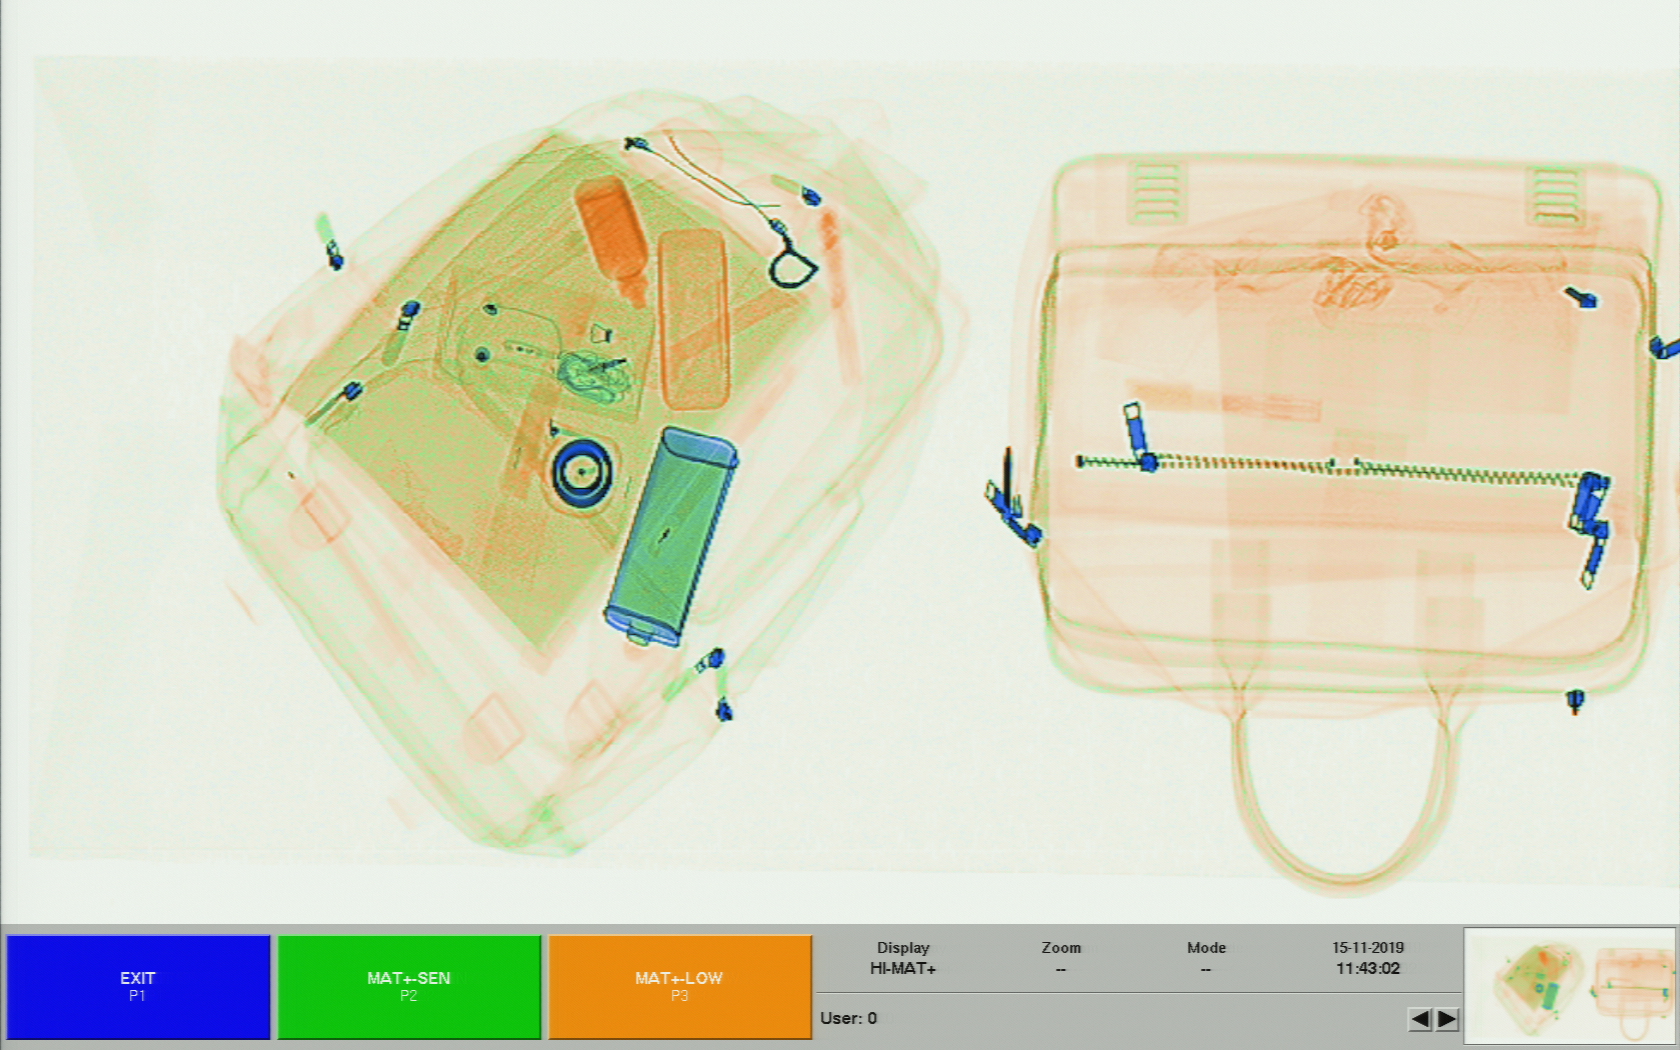 EXIT
P1
MAT+-SEN
P2
MAT+-LOW
P3
Display
HI-MAT+
Zoom
--
Mode
--
15-11-2019
11:43:02
User: 0